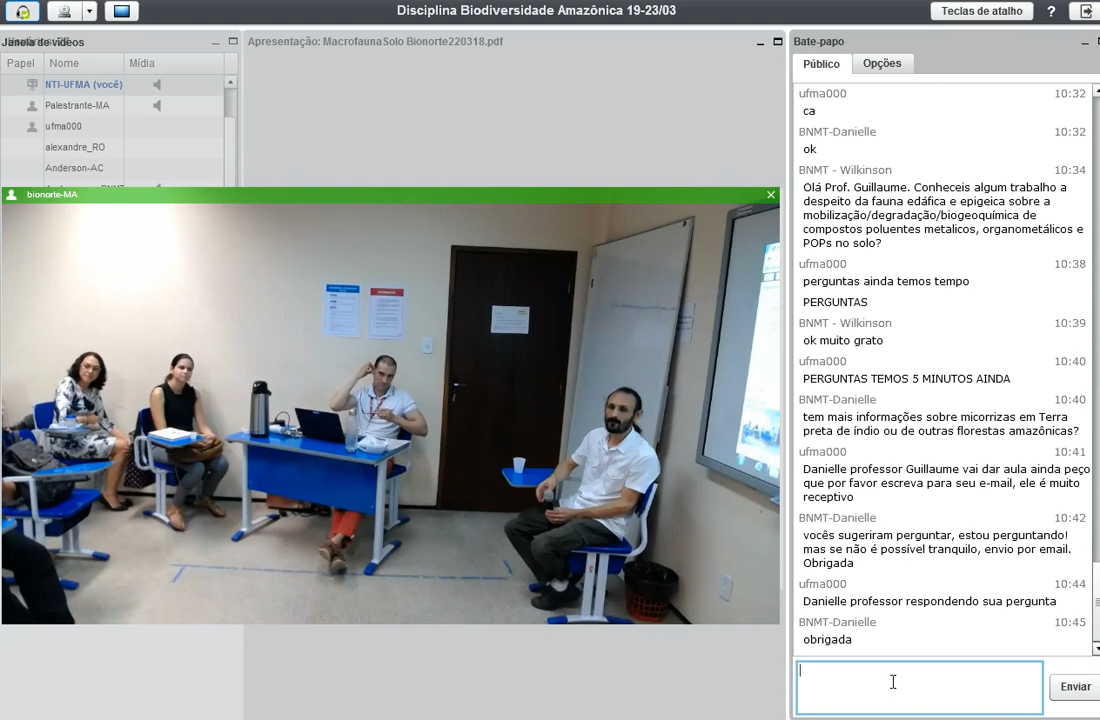 Disciplina Biodiversidade Amazônica 19-23/03
Teclas de atalho
?
Janela de vídeos
Apresentação: MacrofaunaSolo Bionorte220318.pdf
Bate-papo
Papel Nome Mídia
NTI-UFMA (você)
Palestrante-MA
ufma000
alexandre_RO
Anderson-AC
bionorte-MA
Público Opções
ufma000 10:32
ca
BNMT-Danielle 10:32
ok
BNMT - Wilkinson 10:34
Olá Prof. Guillaume. Conheceis algum trabalho a
despeito da fauna edáfica e epigeica sobre a
mobilização/degradação/biogeoquímica de
compostos poluentes metalicos, organometálicos e
POPs no solo?
ufma000 10:38
perguntas ainda temos tempo
PERGUNTAS
BNMT - Wilkinson 10:39
ok muito grato
ufma000 10:40
PERGUNTAS TEMOS 5 MINUTOS AINDA
BNMT-Danielle 10:40
tem mais informações sobre micorrizas em Terra
preta de índio ou de outras florestas amazônicas?
ufma000 10:41
Danielle professor Guillaume vai dar aula ainda peço
que por favor escreva para seu e-mail, ele é muito
receptivo
BNMT-Danielle 10:42
vocês sugeriram perguntar, estou perguntando!
mas se não é possível tranquilo, envio por email.
Obrigada
ufma000 10:44
Danielle professor respondendo sua pergunta
BNMT-Danielle 10:45
obrigada
Enviar